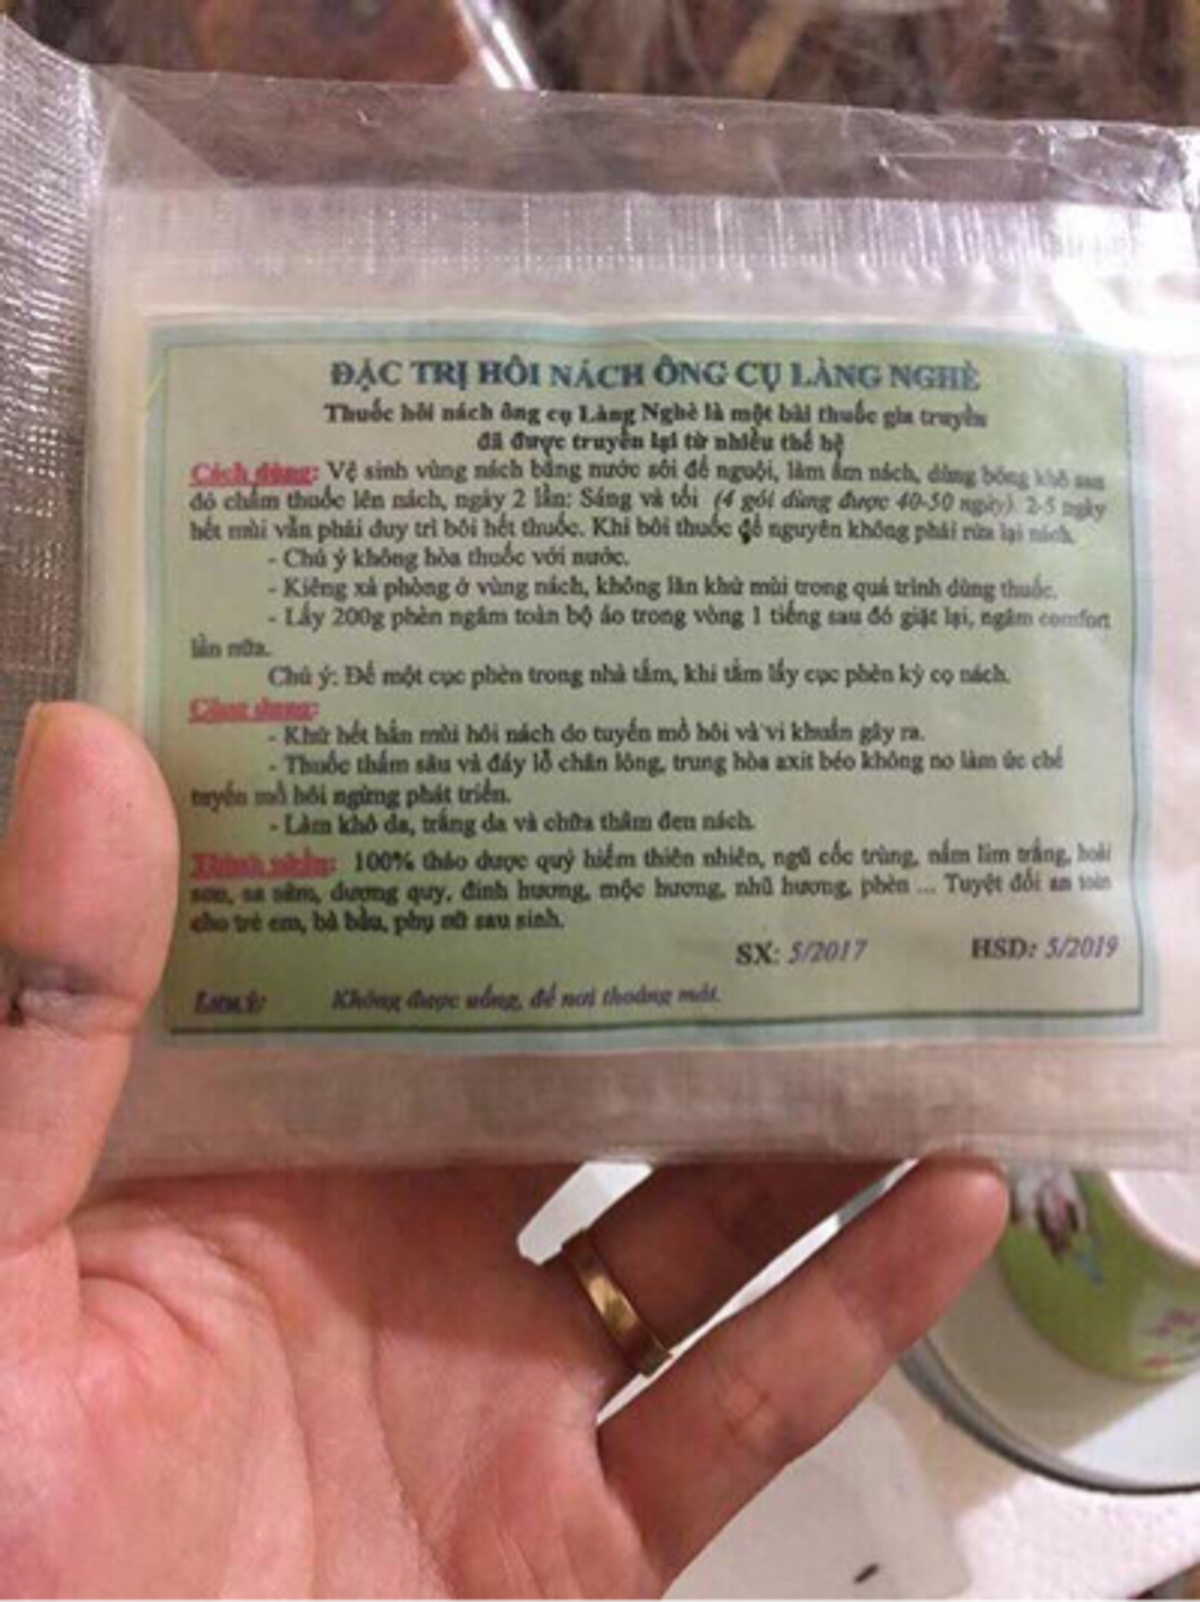 ĐẶC TRỊ HÔI NÁCH ÔNG CỤ LÀNG NGHÈ
Thuốc hôi nách ông cụ Làng Nghè là một bài thuốc gia truyền
đã được truyền lại từ nhiều thế hệ
Cách dùng: Vệ sinh vùng nách bằng nước sôi để nguội, làm ẩm nách, dùng bông khô sau
đó chấm thuốc lên nách, ngày 2 lần: Sáng và tối (4 gói dùng được 40-50 ngày). 2-5 ngày
hết mùi vẫn phải duy trì bôi hết thuốc. Khi bôi thuốc để nguyên không phải rửa lại nách.
- Chú ý không hòa thuốc với nước.
- Kiêng xà phòng ở vùng nách, không lăn khử mùi trong quá trình dùng thuốc.
- Lấy 200g phèn ngâm toàn bộ áo trong vòng 1 tiếng sau đó giặt lại, ngâm comfort
lần nữa.
Chú ý: Để một cục phèn trong nhà tắm, khi tắm lấy cục phèn kỳ cọ nách.
Công dụng:
- Khử hết hẳn mùi hôi nách do tuyến mồ hôi và vi khuẩn gây ra.
- Thuốc thấm sâu và đáy lỗ chân lông, trung hòa axit béo không no làm ức chế
tuyến mồ hôi ngừng phát triển.
- Làm khô da, trắng da và chữa thâm đen nách.
Thành phần: 100% thảo dược quý hiếm thiên nhiên, ngũ cốc trùng, nấm lim trắng, hoài
sơn, sa sâm, dương quy, đinh hương, mộc hương, nhũ hương, phèn ... Tuyệt đối an toàn
cho trẻ em, bà bầu, phụ nữ sau sinh.
SX: 5/2017 HSD: 5/2019
Lưu ý: Không được uống, để nơi thoáng mát.